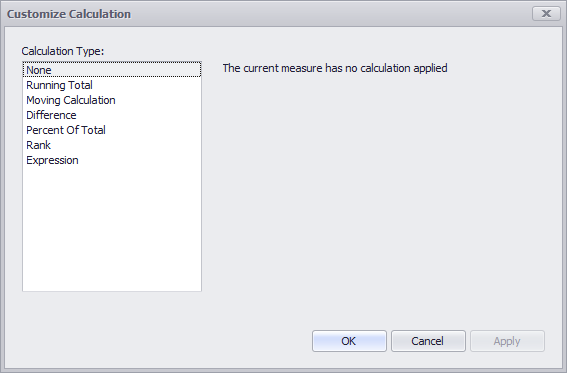 Customize Calculation
Calculation Type:
None
Running Total
Moving Calculation
Difference
Percent Of Total
Rank
Expression
The current measure has no calculation applied
OK
Cancel
Apply